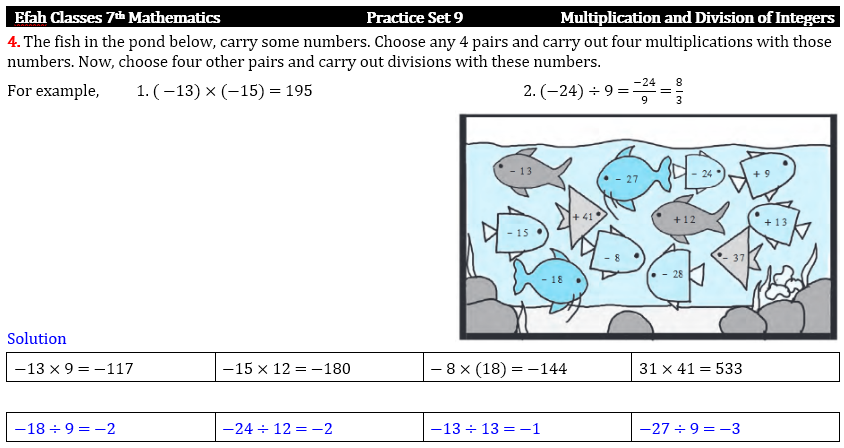 Efah Classes 7th Mathematics Practice Set 9 Multiplication and Division of Integers
4. The fish in the pond below, carry some numbers. Choose any 4 pairs and carry out four multiplications with those
numbers. Now, choose four other pairs and carry out divisions with these numbers.
For example, 1. ( −13) × (−15) = 195 2. (−24) ÷ 9 = −24/9 = 8/3
- 13
- 27
- 24
+ 9
+ 41
+ 12
+ 13
- 15
- 8
- 37
- 18
- 28
Solution
−13 × 9 = −117 −15 × 12 = −180 − 8 × (18) = −144 31 × 41 = 533
−18 ÷ 9 = −2 −24 ÷ 12 = −2 −13 ÷ 13 = −1 −27 ÷ 9 = −3